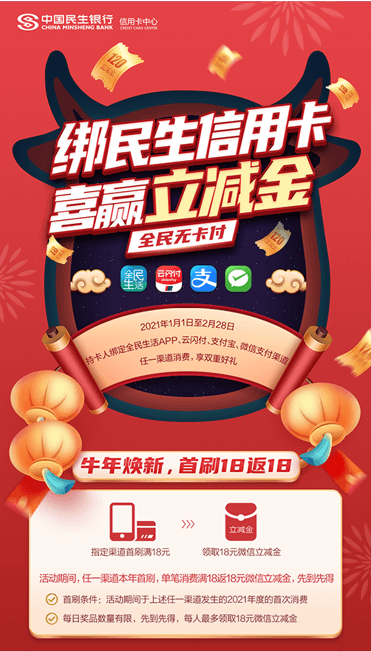 中国民生银行 信用卡中心
CHINA MINSHENG BANK CREDIT CARD CENTER
120
绑民生信用卡
喜赢立减金
全民无卡付
120
全民生活 云闪付 支
2021年1月1日至2月28日
持卡人绑定全民生活APP、云闪付、支付宝、微信支付渠道
任一渠道消费,享双重好礼
牛年焕新,首刷18返18
立减金
指定渠道首刷满18元 领取18元微信立减金
活动期间,任一渠道本年首刷,单笔消费满18返18元微信立减金,先到先得
首刷条件:活动期间于上述任一渠道发生的2021年度的首次消费
每日奖品数量有限,先到先得,每人最多领取18元微信立减金